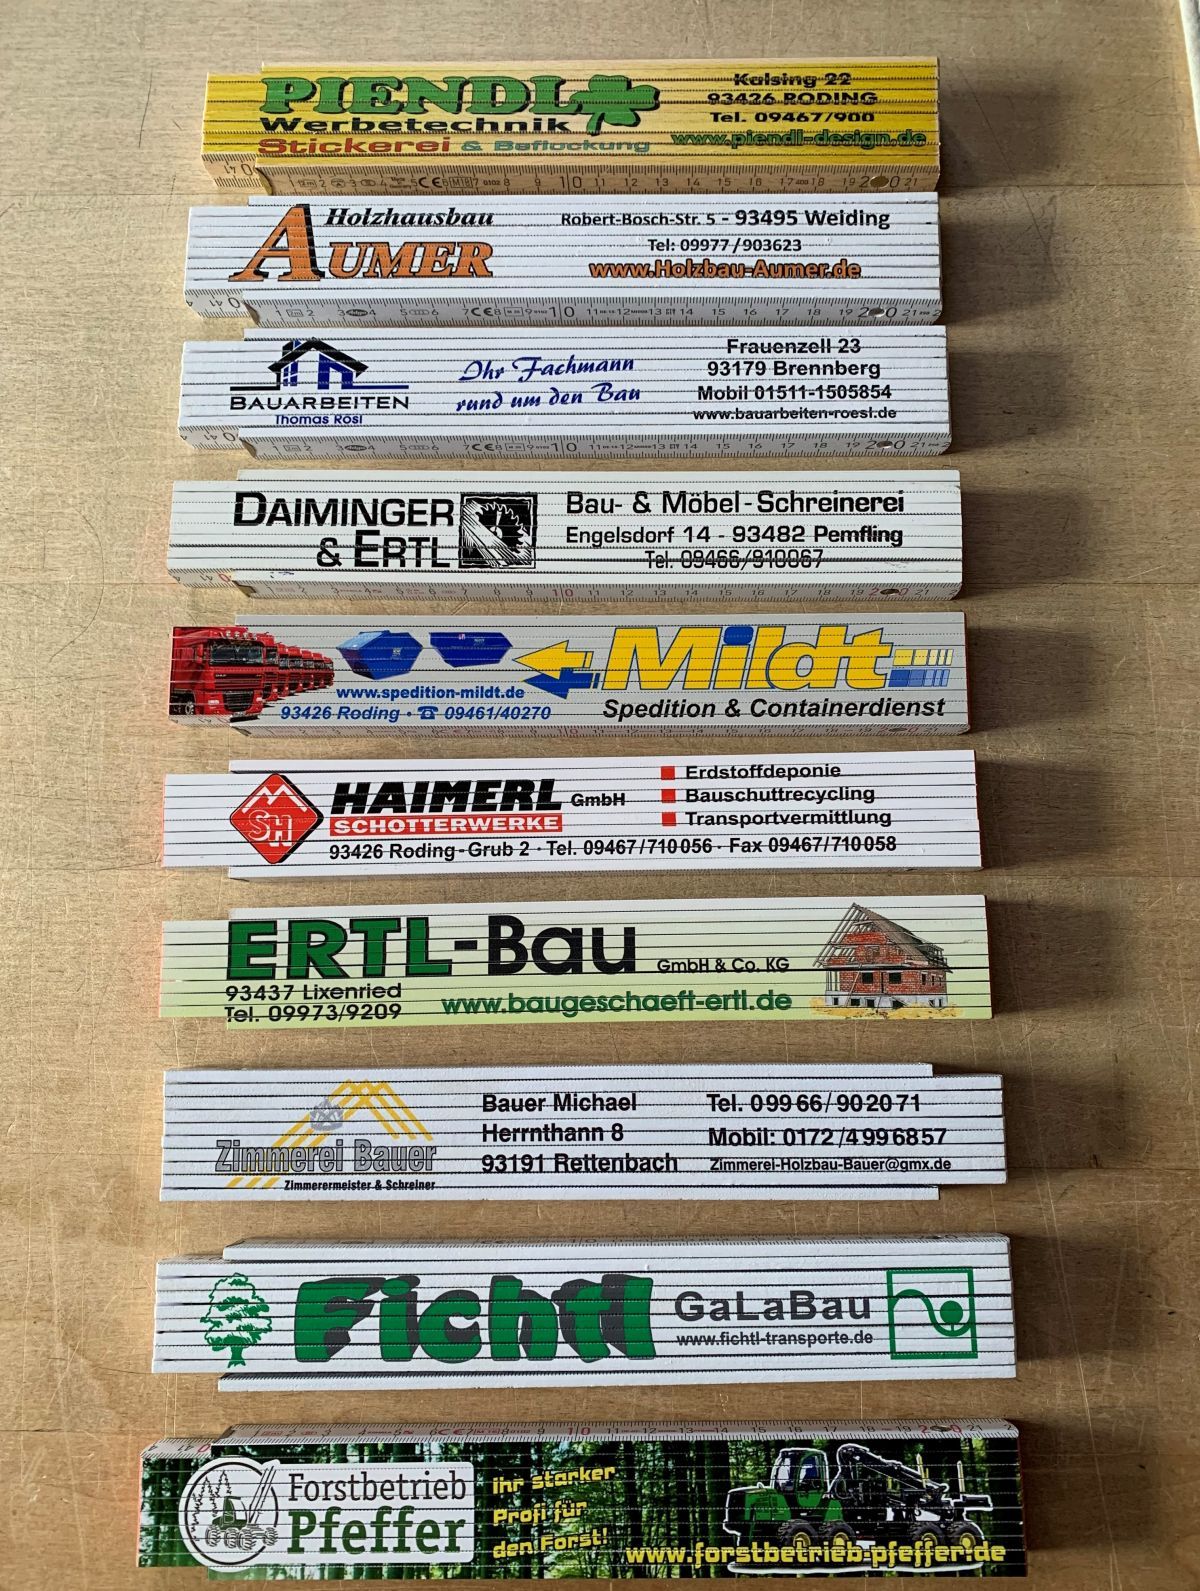 PIENDL
Werbetechnik
Stickerei & Beflockung
Kalsing 22
93426 RODING
Tel. 09467/900
www.piendl-design.de
Holzhausbau
AUMER
Robert-Bosch-Str. 5 - 93495 Weiding
Tel: 09977/903623
www.Holzbau-Aumer.de
BAUARBEITEN
Thomas Rösl
Ihr Fachmann
rund um den Bau
Frauenzell 23
93179 Brennberg
Mobil 01511-1505854
www.bauarbeiten-roesl.de
DAIMINGER
& ERTL
Bau- & Möbel-Schreinerei
Engelsdorf 14 - 93482 Pemfling
Tel. 09466/910067
www.spedition-mildt.de
93426 Roding · ☎ 09461/40270
Mildt
Spedition & Containerdienst
SH
HAIMERL GmbH
SCHOTTERWERKE
Erdstoffdeponie
Bauschuttrecycling
Transportvermittlung
93426 Roding-Grub 2 · Tel. 09467/710056 · Fax 09467/710058
ERTL-Bau GmbH & Co. KG
93437 Lixenried
Tel. 09973/9209
www.baugeschaeft-ertl.de
Zimmerei Bauer
Zimmerermeister & Schreiner
Bauer Michael
Herrnthann 8
93191 Rettenbach
Tel. 09966/902071
Mobil: 0172/4996857
Zimmerei-Holzbau-Bauer@gmx.de
Fichtl
GaLaBau
www.fichtl-transporte.de
Forstbetrieb
Pfeffer
Ihr starker
Profi für
den Forst!
www.forstbetrieb-pfeffer.de